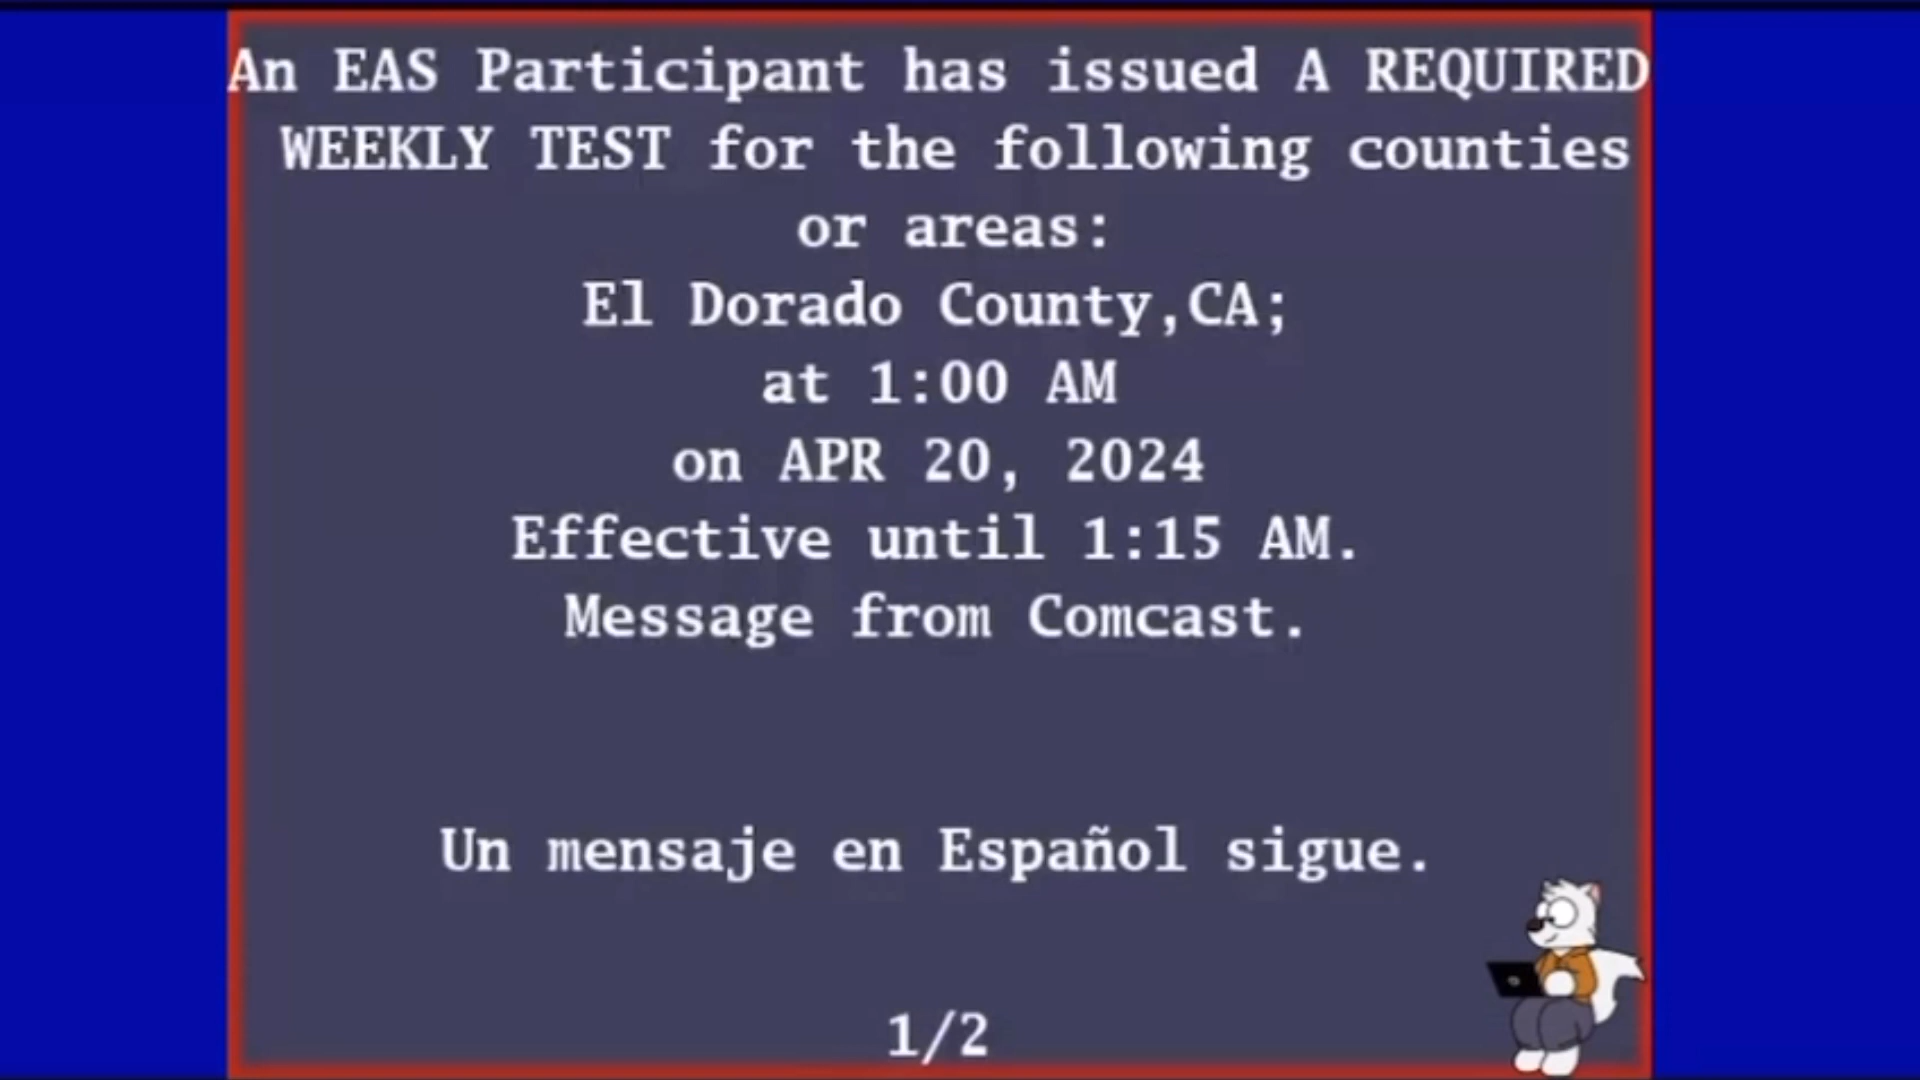 An EAS Participant has issued A REQUIRED
WEEKLY TEST for the following counties
or areas:
El Dorado County,CA;
at 1:00 AM
on APR 20, 2024
Effective until 1:15 AM.
Message from Comcast.
Un mensaje en Español sigue.
1/2